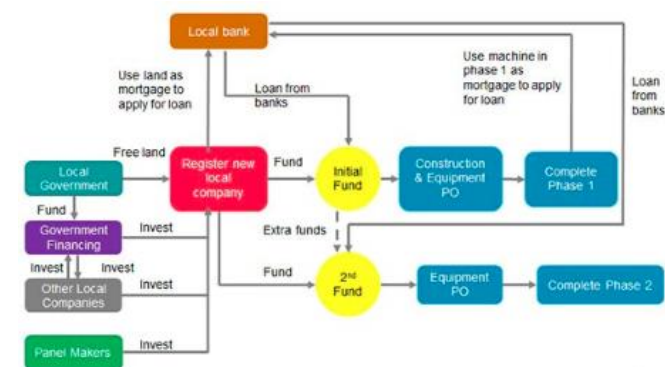 Local bank
Use land as
mortgage to
apply for loan
Loan from
banks
Use machine in
phase 1 as
mortgage to apply
for loan
Loan
from
banks
Local
Government
Free land
Register new
local
company
Fund
Initial
Fund
Construction
& Equipment
PO
Complete
Phase 1
Fund
Government
Financing
Invest
Extra funds
Invest
Invest
Other Local
Companies
Invest
Fund
2nd
Fund
Equipment
PO
Complete Phase 2
Panel Makers
Invest